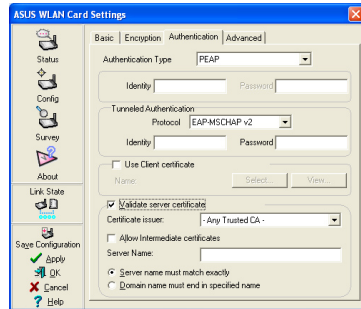 ASUS WLAN Card Settings
Status
Config
Survey
About
Link State
Save Configuration
Apply
OK
Cancel
Help
Basic Encryption Authentication Advanced
Authentication Type PEAP
Identity Password
Tunneled Authentication
Protocol EAP-MSCHAP v2
Identity Password
Use Client certificate
Name: Select... View...
Validate server certificate
Certificate issuer: - Any Trusted CA -
Allow Intermediate certificates
Server Name:
Server name must match exactly
Domain name must end in specified name